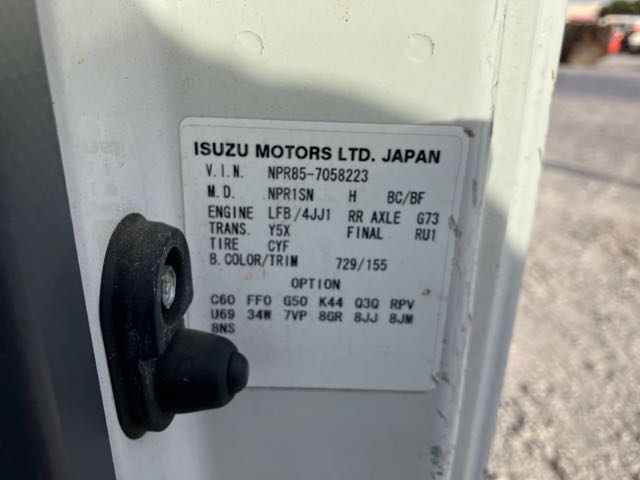 ISUZU MOTORS LTD. JAPAN
V.I.N. NPR85-7058223
M.D. NPR1SN H BC/BF
ENGINE LFB/4JJ1 RR AXLE G73
TRANS. Y5X FINAL RU1
TIRE CYF
B.COLOR/TRIM 729/155
OPTION
C60 FF0 G50 K44 Q3Q RPV
U69 34W 7VP 8GR 8JJ 8JM
8NS